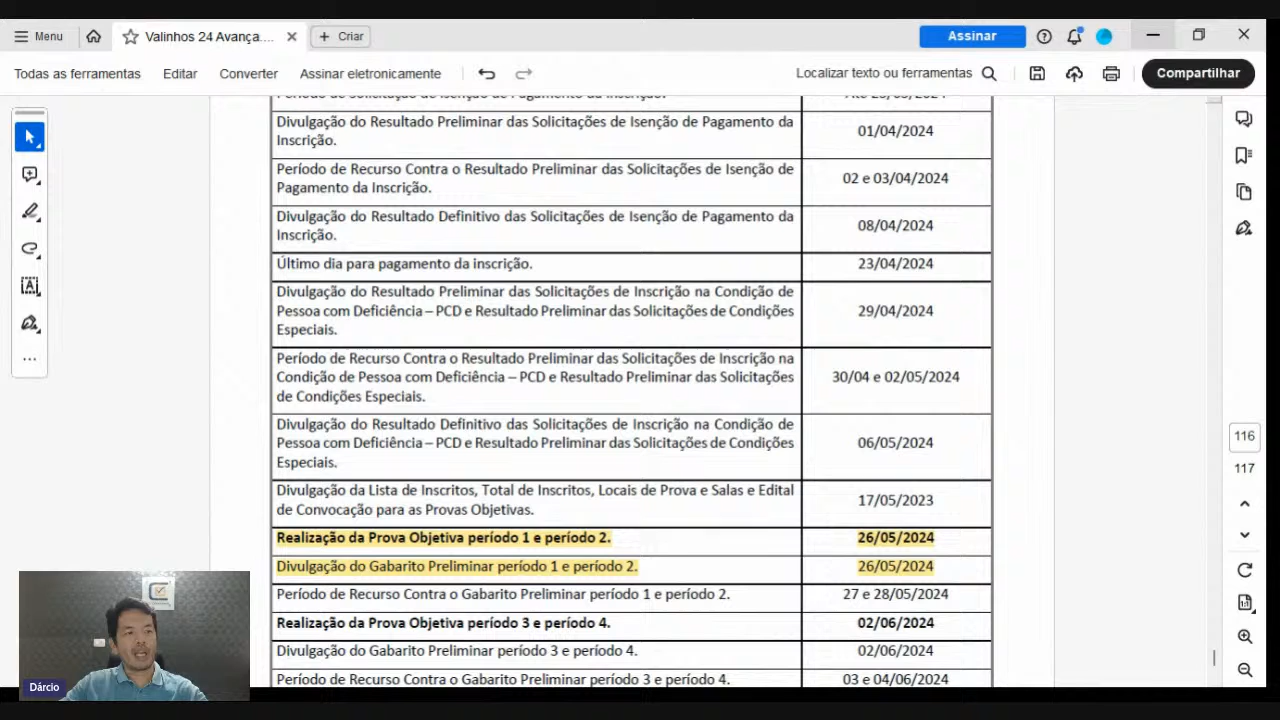 Menu
Valinhos 24 Avança....
Criar
Assinar
Todas as ferramentas
Editar
Converter
Assinar eletronicamente
Localizar texto ou ferramentas
Compartilhar
Período de Solicitação de Isenção de Pagamento da Inscrição.
Divulgação do Resultado Preliminar das Solicitações de Isenção de Pagamento da
Inscrição.
01/04/2024
Período de Recurso Contra o Resultado Preliminar das Solicitações de Isenção de
Pagamento da Inscrição.
02 e 03/04/2024
Divulgação do Resultado Definitivo das Solicitações de Isenção de Pagamento da
Inscrição.
08/04/2024
Último dia para pagamento da inscrição.
23/04/2024
Divulgação do Resultado Preliminar das Solicitações de Inscrição na Condição de
Pessoa com Deficiência – PCD e Resultado Preliminar das Solicitações de Condições
Especiais.
29/04/2024
Período de Recurso Contra o Resultado Preliminar das Solicitações de Inscrição na
Condição de Pessoa com Deficiência – PCD e Resultado Preliminar das Solicitações
de Condições Especiais.
30/04 e 02/05/2024
Divulgação do Resultado Definitivo das Solicitações de Inscrição na Condição de
Pessoa com Deficiência – PCD e Resultado Preliminar das Solicitações de Condições
Especiais.
06/05/2024
Divulgação da Lista de Inscritos, Total de Inscritos, Locais de Prova e Salas e Edital
de Convocação para as Provas Objetivas.
17/05/2023
Realização da Prova Objetiva período 1 e período 2.
26/05/2024
Divulgação do Gabarito Preliminar período 1 e período 2.
26/05/2024
Período de Recurso Contra o Gabarito Preliminar período 1 e período 2.
27 e 28/05/2024
Realização da Prova Objetiva período 3 e período 4.
02/06/2024
Divulgação do Gabarito Preliminar período 3 e período 4.
02/06/2024
Período de Recurso Contra o Gabarito Preliminar período 3 e período 4.
03 e 04/06/2024
116
117
Dárcio